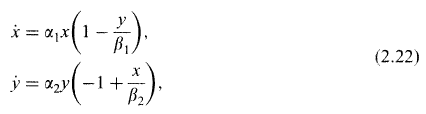 ẋ = α₁x(1 − y/β₁),
(2.22)
ẏ = α₂y(−1 + x/β₂),